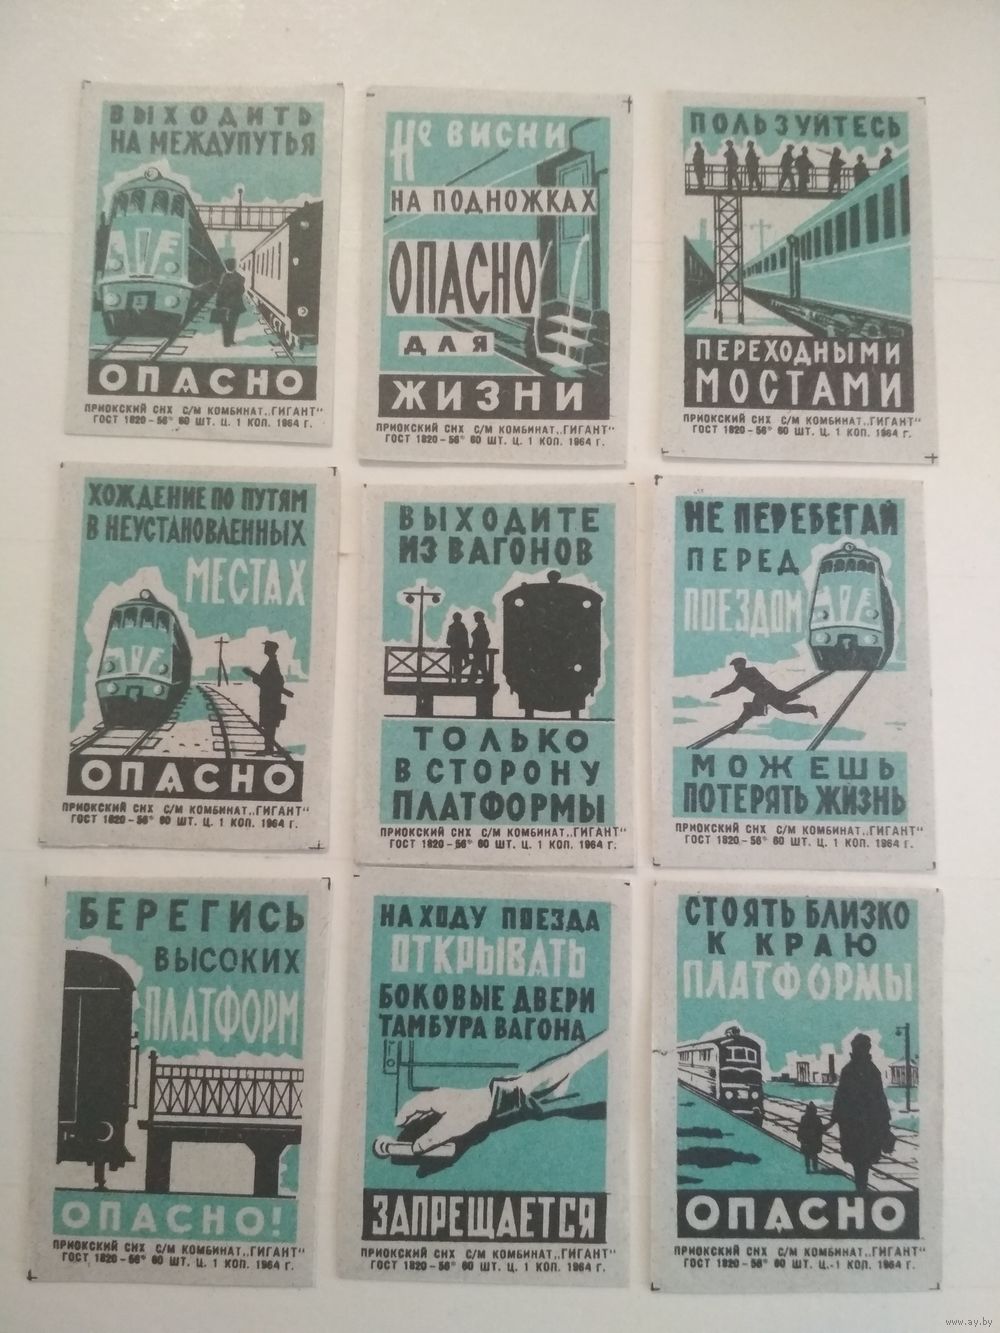 ВЫХОДИТЬ
НА МЕЖДУПУТЬЯ
ОПАСНО
ПРИОКСКИЙ СНХ С/М КОМБИНАТ „ГИГАНТ“
ГОСТ 1820-56* 60 ШТ. Ц. 1 КОП. 1964 г.
Не ВИСНИ
НА ПОДНОЖКАХ
ОПАСНО
ДЛЯ
ЖИЗНИ
ПРИОКСКИЙ СНХ С/М КОМБИНАТ „ГИГАНТ“
ГОСТ 1820-56* 60 ШТ. Ц. 1 КОП. 1964 г.
ПОЛЬЗУЙТЕСЬ
ПЕРЕХОДНЫМИ
МОСТАМИ
ПРИОКСКИЙ СНХ С/М КОМБИНАТ „ГИГАНТ“
ГОСТ 1820-56* 60 ШТ. Ц. 1 КОП. 1964 г.
ХОЖДЕНИЕ ПО ПУТЯМ
В НЕУСТАНОВЛЕННЫХ
МЕСТАХ
ОПАСНО
ПРИОКСКИЙ СНХ С/М КОМБИНАТ „ГИГАНТ“
ГОСТ 1820-56* 60 ШТ. Ц. 1 КОП. 1964 г.
ВЫХОДИТЕ
ИЗ ВАГОНОВ
ТОЛЬКО
В СТОРОНУ
ПЛАТФОРМЫ
ПРИОКСКИЙ СНХ С/М КОМБИНАТ „ГИГАНТ“
ГОСТ 1820-56* 60 ШТ. Ц. 1 КОП. 1964 г.
НЕ ПЕРЕБЕГАЙ
ПЕРЕД
ПОЕЗДОМ
МОЖЕШЬ
ПОТЕРЯТЬ ЖИЗНЬ
ПРИОКСКИЙ СНХ С/М КОМБИНАТ „ГИГАНТ“
ГОСТ 1820-56* 60 ШТ. Ц. 1 КОП. 1964 г.
БЕРЕГИСЬ
ВЫСОКИХ
ПЛАТФОРМ
ОПАСНО!
ПРИОКСКИЙ СНХ С/М КОМБИНАТ „ГИГАНТ“
ГОСТ 1820-56* 60 ШТ. Ц. 1 КОП. 1964 г.
НА ХОДУ ПОЕЗДА
ОТКРЫВАТЬ
БОКОВЫЕ ДВЕРИ
ТАМБУРА ВАГОНА
ЗАПРЕЩАЕТСЯ
ПРИОКСКИЙ СНХ С/М КОМБИНАТ „ГИГАНТ“
ГОСТ 1820-56* 60 ШТ. Ц. 1 КОП. 1964 г.
СТОЯТЬ БЛИЗКО
К КРАЮ
ПЛАТФОРМЫ
ОПАСНО
ПРИОКСКИЙ СНХ С/М КОМБИНАТ „ГИГАНТ“
ГОСТ 1820-56* 60 ШТ. Ц.-1 КОП. 1964 г.
www.ay.by